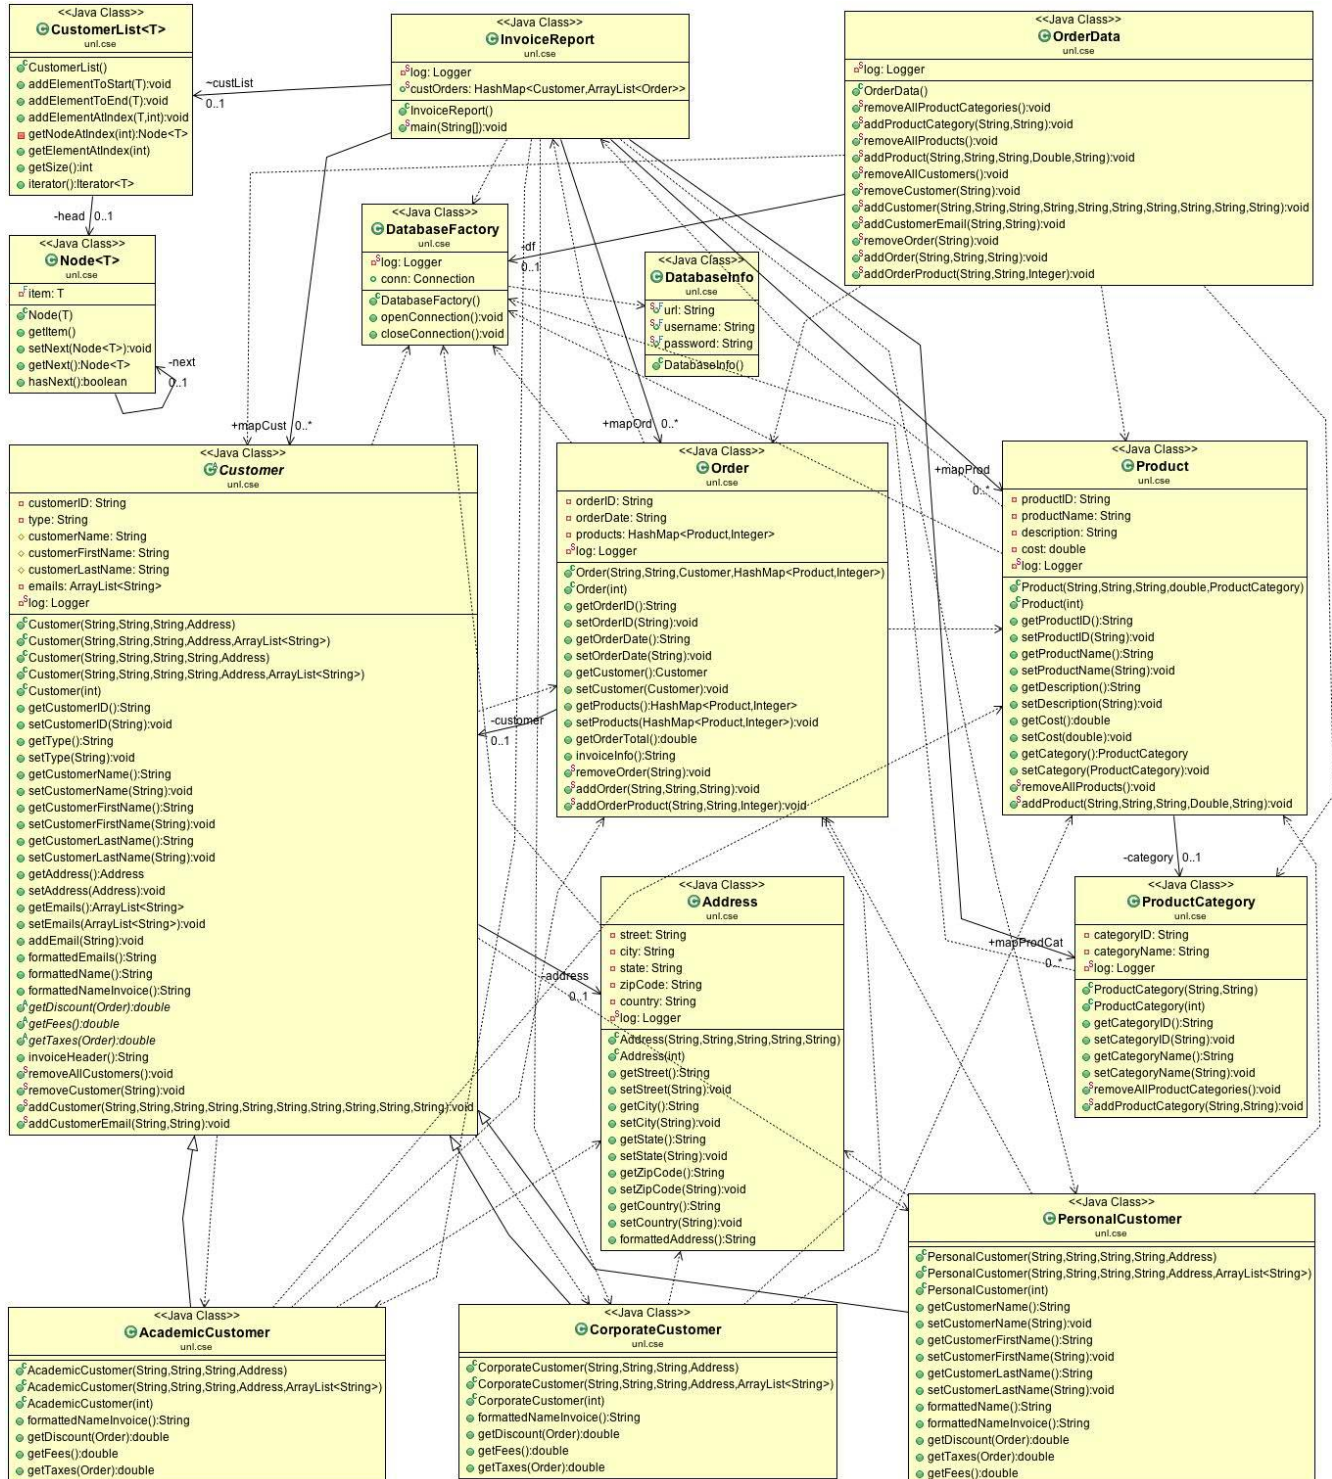 <<Java Class>>
CustomerList<T>
unl.cse
CustomerList()
addElementToStart(T):void
addElementToEnd(T):void
addElementAtIndex(T,int):void
getNodeAtIndex(int):Node<T>
getElementAtIndex(int)
getSize():int
iterator():Iterator<T>
~custList
0..1
<<Java Class>>
InvoiceReport
unl.cse
log: Logger
custOrders: HashMap<Customer,ArrayList<Order>>
InvoiceReport()
main(String[]):void
<<Java Class>>
OrderData
unl.cse
log: Logger
OrderData()
removeAllProductCategories():void
addProductCategory(String,String):void
removeAllProducts():void
addProduct(String,String,String,Double,String):void
removeAllCustomers():void
removeCustomer(String):void
addCustomer(String,String,String,String,String,String,String,String,String,String):void
addCustomerEmail(String,String):void
removeOrder(String):void
addOrder(String,String,String):void
addOrderProduct(String,String,Integer):void
-head 0..1
<<Java Class>>
Node<T>
unl.cse
item: T
Node(T)
getItem()
setNext(Node<T>):void
getNext():Node<T>
hasNext():boolean
-next
0..1
<<Java Class>>
DatabaseFactory
unl.cse
log: Logger
conn: Connection
DatabaseFactory()
openConnection():void
closeConnection():void
-df
0..1
<<Java Class>>
DatabaseInfo
unl.cse
url: String
username: String
password: String
DatabaseInfo()
+mapCust 0..*
<<Java Class>>
Customer
unl.cse
customerID: String
type: String
customerName: String
customerFirstName: String
customerLastName: String
emails: ArrayList<String>
log: Logger
Customer(String,String,String,Address)
Customer(String,String,String,Address,ArrayList<String>)
Customer(String,String,String,String,Address)
Customer(String,String,String,String,Address,ArrayList<String>)
Customer(int)
getCustomerID():String
setCustomerID(String):void
getType():String
setType(String):void
getCustomerName():String
setCustomerName(String):void
getCustomerFirstName():String
setCustomerFirstName(String):void
getCustomerLastName():String
setCustomerLastName(String):void
getAddress():Address
setAddress(Address):void
getEmails():ArrayList<String>
setEmails(ArrayList<String>):void
addEmail(String):void
formattedEmails():String
formattedName():String
formattedNameInvoice():String
getDiscount(Order):double
getFees():double
getTaxes(Order):double
invoiceHeader():String
removeAllCustomers():void
removeCustomer(String):void
addCustomer(String,String,String,String,String,String,String,String,String,String):void
addCustomerEmail(String,String):void
+mapOrd 0..*
<<Java Class>>
Order
unl.cse
orderID: String
orderDate: String
products: HashMap<Product,Integer>
log: Logger
Order(String,String,Customer,HashMap<Product,Integer>)
Order(int)
getOrderID():String
setOrderID(String):void
getOrderDate():String
setOrderDate(String):void
getCustomer():Customer
setCustomer(Customer):void
getProducts():HashMap<Product,Integer>
setProducts(HashMap<Product,Integer>):void
getOrderTotal():double
invoiceInfo():String
removeOrder(String):void
addOrder(String,String,String):void
addOrderProduct(String,String,Integer):void
-customer
0..1
+mapProd
0..*
<<Java Class>>
Product
unl.cse
productID: String
productName: String
description: String
cost: double
log: Logger
Product(String,String,String,double,ProductCategory)
Product(int)
getProductID():String
setProductID(String):void
getProductName():String
setProductName(String):void
getDescription():String
setDescription(String):void
getCost():double
setCost(double):void
getCategory():ProductCategory
setCategory(ProductCategory):void
removeAllProducts():void
addProduct(String,String,String,Double,String):void
-category 0..1
-address
0..1
<<Java Class>>
Address
unl.cse
street: String
city: String
state: String
zipCode: String
country: String
log: Logger
Address(String,String,String,String,String)
Address(int)
getStreet():String
setStreet(String):void
getCity():String
setCity(String):void
getState():String
setState(String):void
getZipCode():String
setZipCode(String):void
getCountry():String
setCountry(String):void
formattedAddress():String
+mapProdCat
0..*
<<Java Class>>
ProductCategory
unl.cse
categoryID: String
categoryName: String
log: Logger
ProductCategory(String,String)
ProductCategory(int)
getCategoryID():String
setCategoryID(String):void
getCategoryName():String
setCategoryName(String):void
removeAllProductCategories():void
addProductCategory(String,String):void
<<Java Class>>
AcademicCustomer
unl.cse
AcademicCustomer(String,String,String,Address)
AcademicCustomer(String,String,String,Address,ArrayList<String>)
AcademicCustomer(int)
formattedNameInvoice():String
getDiscount(Order):double
getFees():double
getTaxes(Order):double
<<Java Class>>
CorporateCustomer
unl.cse
CorporateCustomer(String,String,String,Address)
CorporateCustomer(String,String,String,Address,ArrayList<String>)
CorporateCustomer(int)
formattedNameInvoice():String
getDiscount(Order):double
getFees():double
getTaxes(Order):double
<<Java Class>>
PersonalCustomer
unl.cse
PersonalCustomer(String,String,String,String,Address)
PersonalCustomer(String,String,String,String,Address,ArrayList<String>)
PersonalCustomer(int)
getCustomerName():String
setCustomerName(String):void
getCustomerFirstName():String
setCustomerFirstName(String):void
getCustomerLastName():String
setCustomerLastName(String):void
formattedName():String
formattedNameInvoice():String
getDiscount(Order):double
getTaxes(Order):double
getFees():double